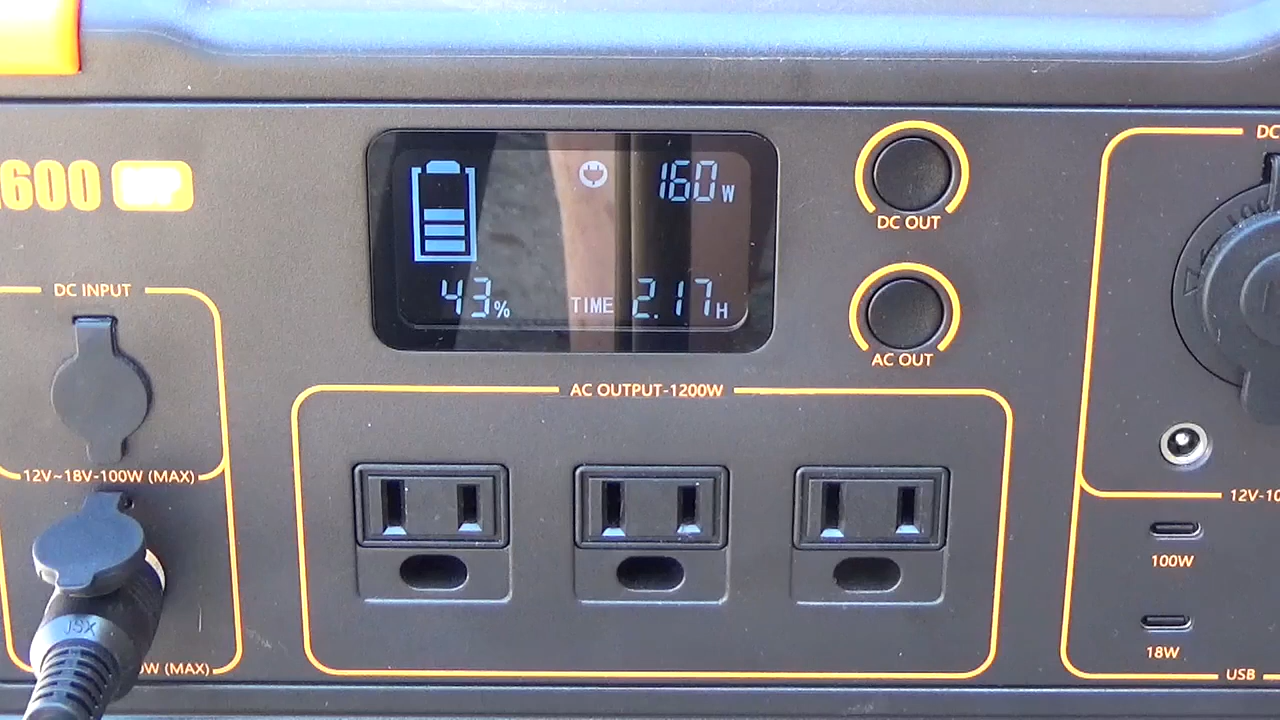 600
160W
DC OUT
DC
43%
TIME 2.17H
DC INPUT
AC OUT
AC OUTPUT-1200W
12V~18V-100W (MAX)
12V-10
100W
JSX
18W
W (MAX)
USB